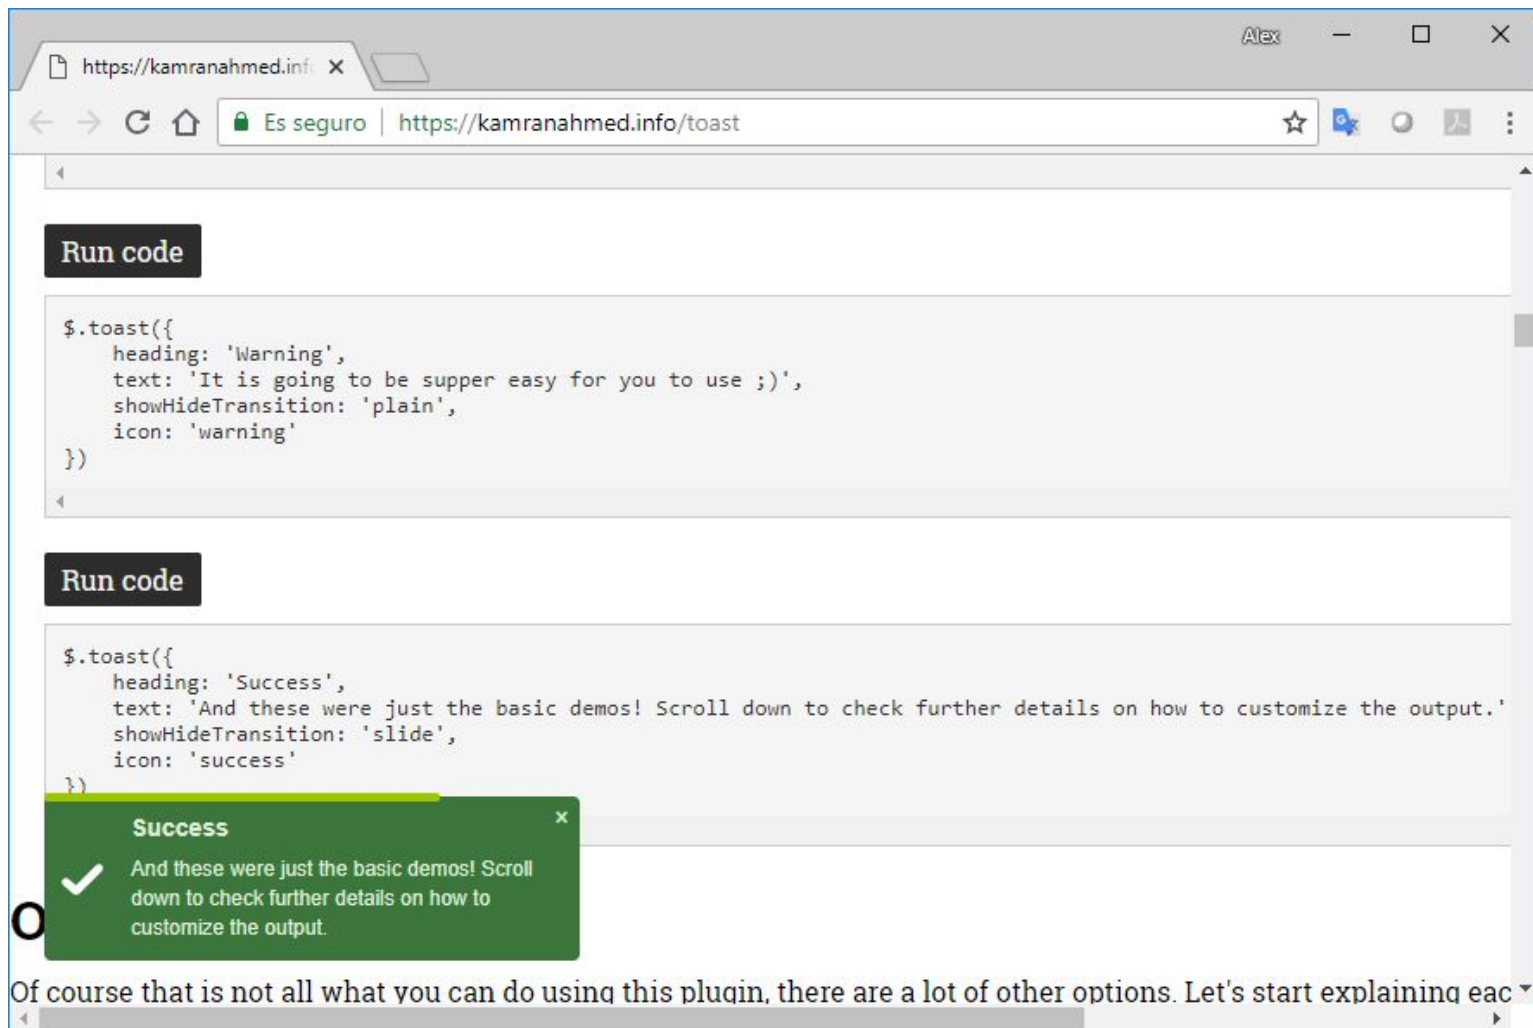 Alex
https://kamranahmed.inf
Es seguro | https://kamranahmed.info/toast
Run code
$.toast({
    heading: 'Warning',
    text: 'It is going to be supper easy for you to use ;)',
    showHideTransition: 'plain',
    icon: 'warning'
})
Run code
$.toast({
    heading: 'Success',
    text: 'And these were just the basic demos! Scroll down to check further details on how to customize the output.'
    showHideTransition: 'slide',
    icon: 'success'
})
Success
And these were just the basic demos! Scroll
down to check further details on how to
customize the output.
O
Of course that is not all what you can do using this plugin, there are a lot of other options. Let's start explaining eac